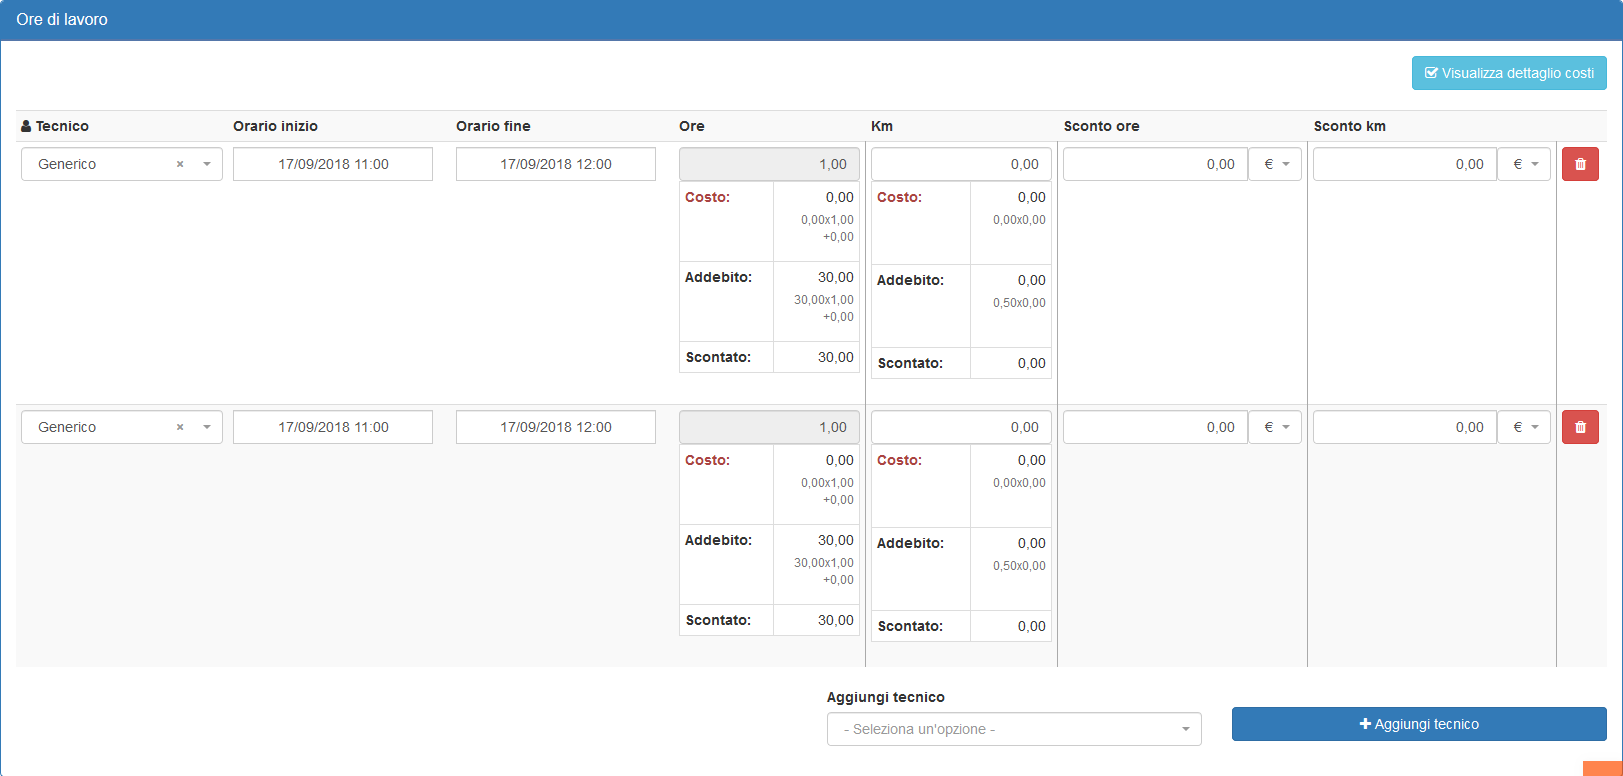 Ore di lavoro
Visualizza dettaglio costi
Tecnico Orario inizio Orario fine Ore Km Sconto ore Sconto km
Generico × 17/09/2018 11:00 17/09/2018 12:00 1,00 0,00 0,00 € 0,00 €
Costo: 0,00 Costo: 0,00
0,00x1,00 0,00x0,00
+0,00
Addebito: 30,00 Addebito: 0,00
30,00x1,00 0,50x0,00
+0,00
Scontato: 30,00 Scontato: 0,00
Generico × 17/09/2018 11:00 17/09/2018 12:00 1,00 0,00 0,00 € 0,00 €
Costo: 0,00 Costo: 0,00
0,00x1,00 0,00x0,00
+0,00
Addebito: 30,00 Addebito: 0,00
30,00x1,00 0,50x0,00
+0,00
Scontato: 30,00 Scontato: 0,00
Aggiungi tecnico
- Seleziona un'opzione -
Aggiungi tecnico